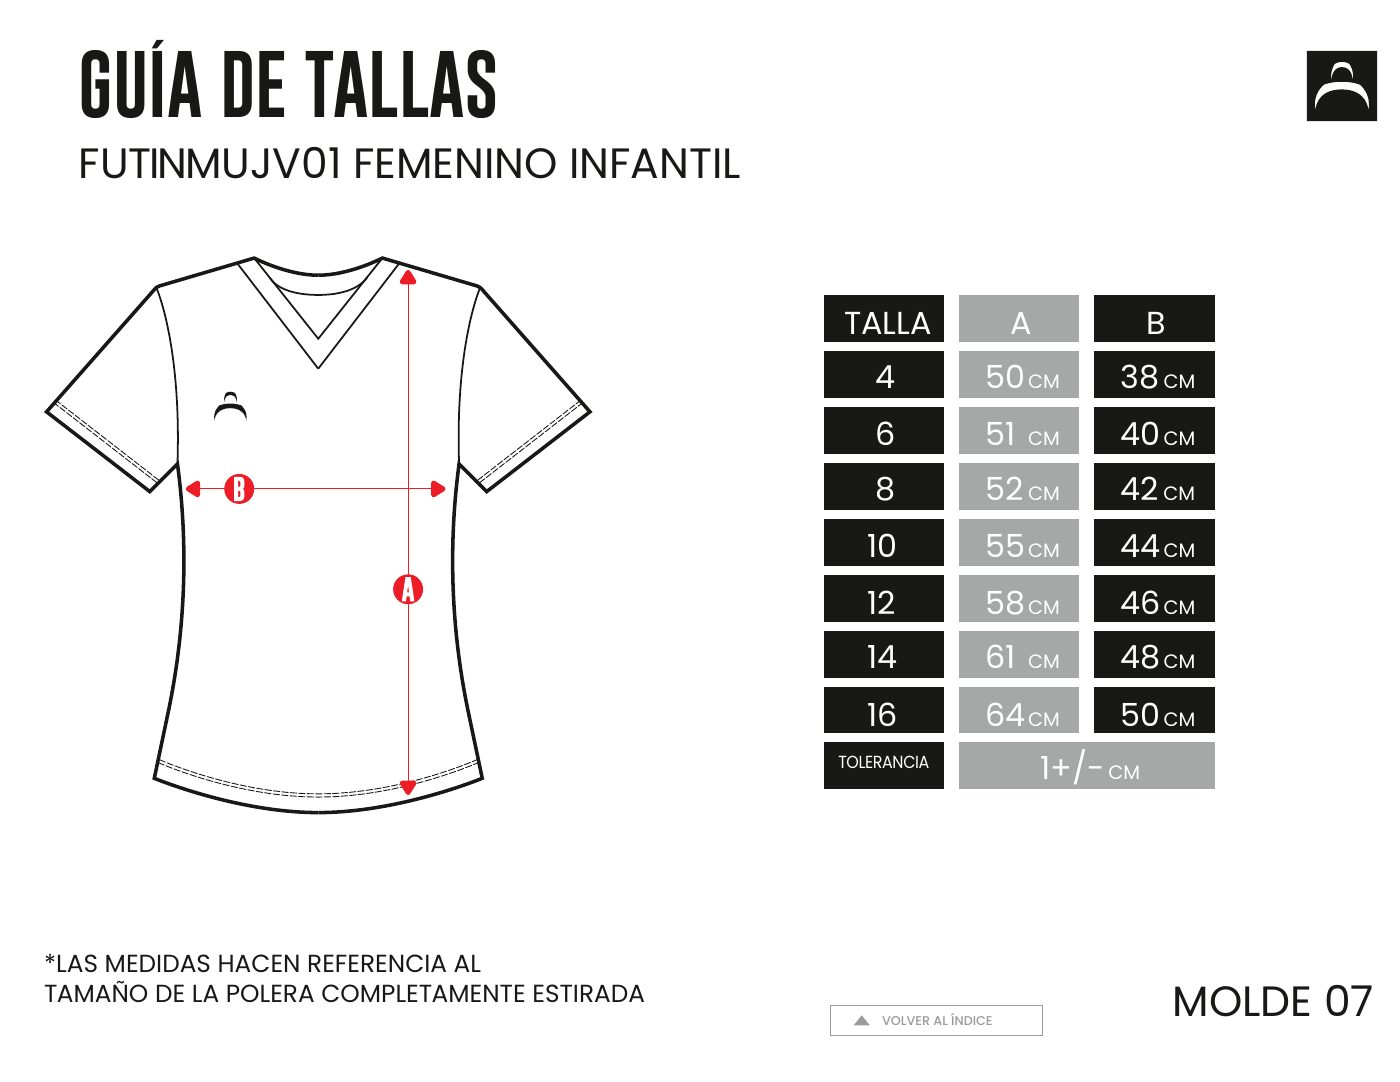 GUÍA DE TALLAS
FUTINMUJV01 FEMENINO INFANTIL
B
A
TALLA A B
4 50 CM 38 CM
6 51 CM 40 CM
8 52 CM 42 CM
10 55 CM 44 CM
12 58 CM 46 CM
14 61 CM 48 CM
16 64 CM 50 CM
TOLERANCIA 1+/- CM
*LAS MEDIDAS HACEN REFERENCIA AL
TAMAÑO DE LA POLERA COMPLETAMENTE ESTIRADA
VOLVER AL ÍNDICE
MOLDE 07